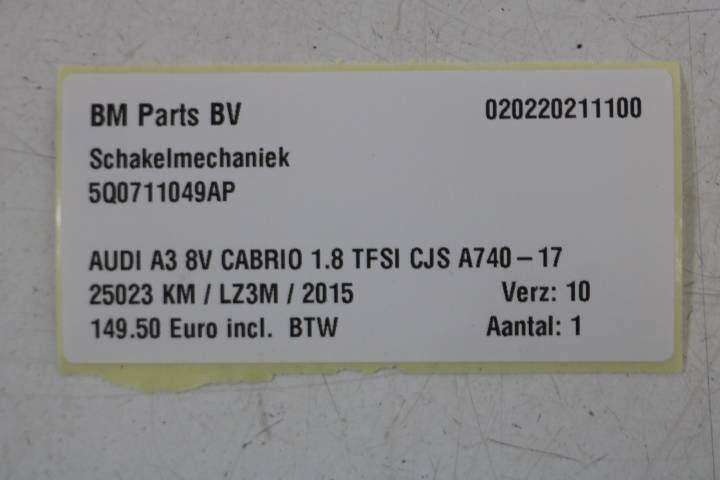 BM Parts BV 020220211100
Schakelmechaniek
5Q0711049AP
AUDI A3 8V CABRIO 1.8 TFSI CJS A740-17
25023 KM / LZ3M / 2015 Verz: 10
149.50 Euro incl. BTW Aantal: 1